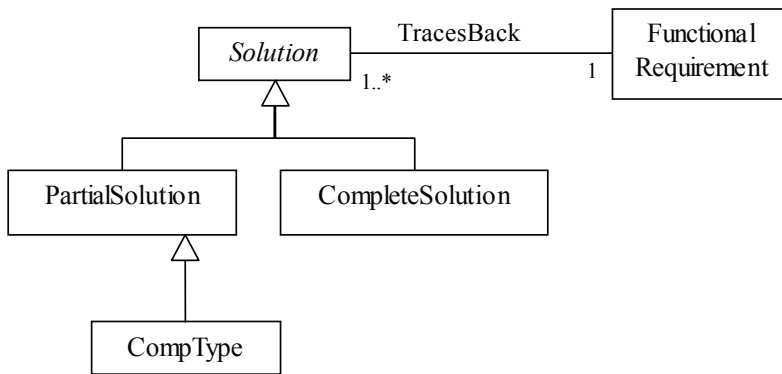 Solution
TracesBack
1..*
1
Functional
Requirement
PartialSolution
CompleteSolution
CompType